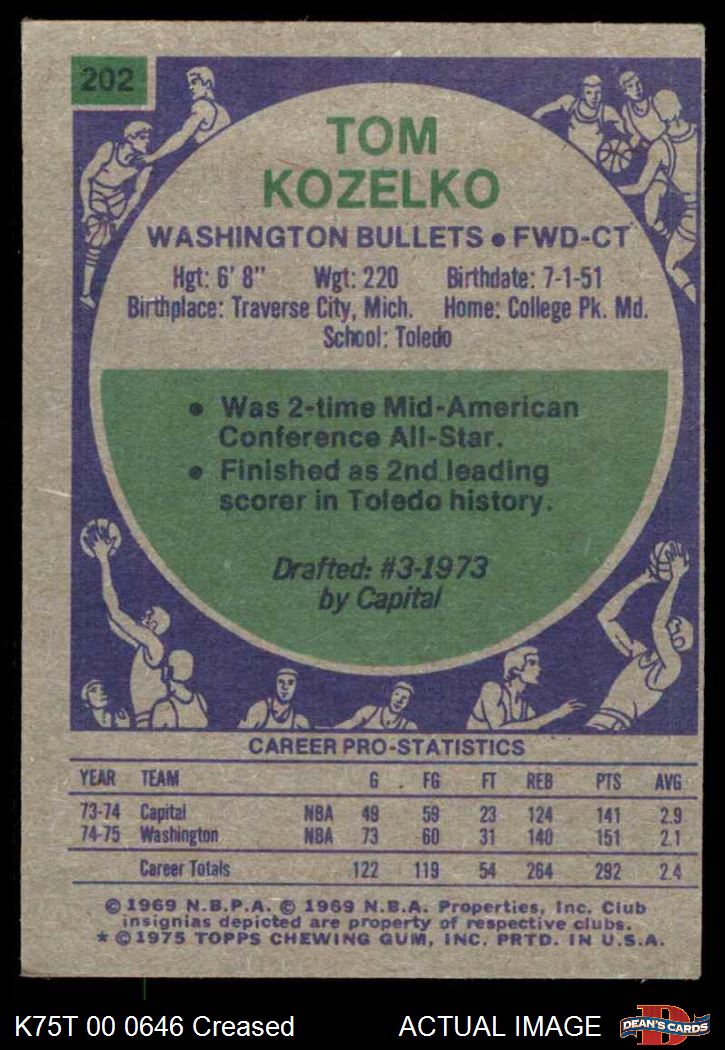 202
TOM
KOZELKO
WASHINGTON BULLETS • FWD-CT
Hgt: 6' 8" Wgt: 220 Birthdate: 7-1-51
Birthplace: Traverse City, Mich. Home: College Pk. Md.
School: Toledo
• Was 2-time Mid-American
Conference All-Star.
• Finished as 2nd leading
scorer in Toledo history.
Drafted: #3-1973
by Capital
CAREER PRO-STATISTICS
YEAR TEAM G FG FT REB PTS AVG
73-74 Capital NBA 49 59 23 124 141 2.9
74-75 Washington NBA 73 60 31 140 151 2.1
Career Totals 122 119 54 264 292 2.4
© 1969 N.B.P.A. © 1969 N.B.A. Properties, Inc. Club
insignias depicted are property of respective clubs.
* © 1975 TOPPS CHEWING GUM, INC. PRTD. IN U.S.A.
K75T 00 0646 Creased ACTUAL IMAGE
D
DEAN'S CARDS